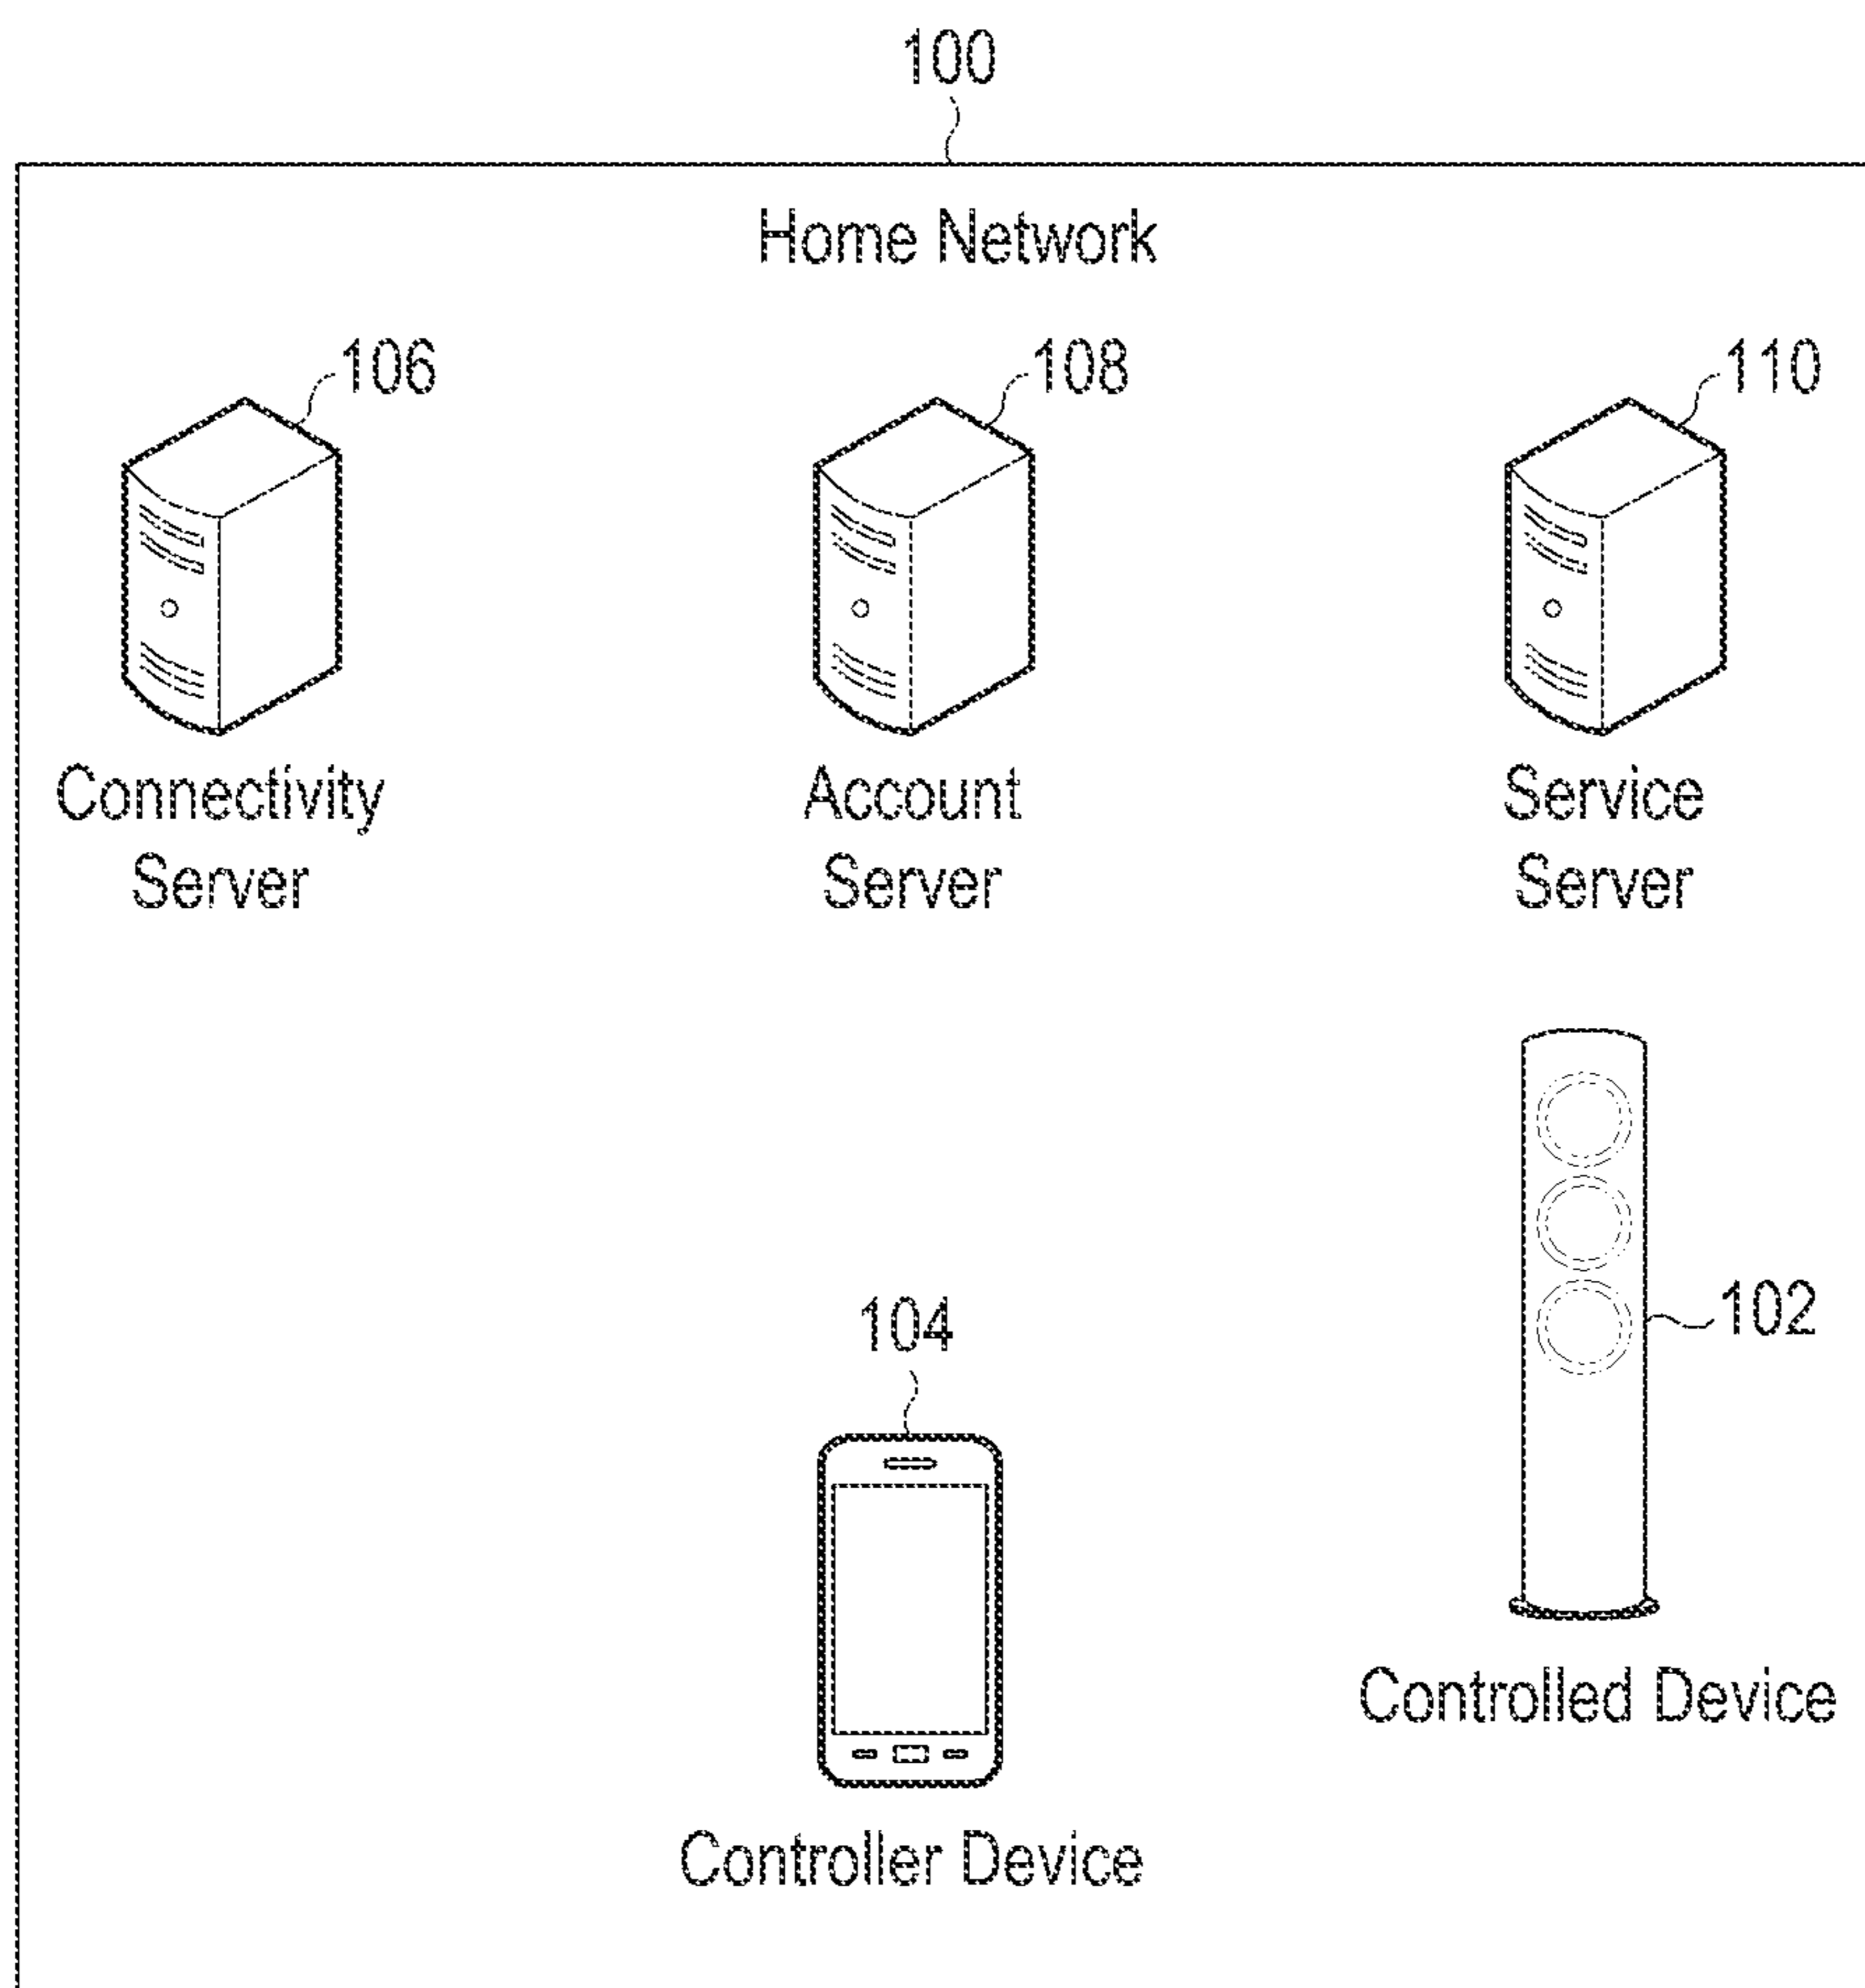 100
Home Network
106
108
110
Connectivity
Server
Account
Server
Service
Server
104
102
Controlled Device
Controller Device